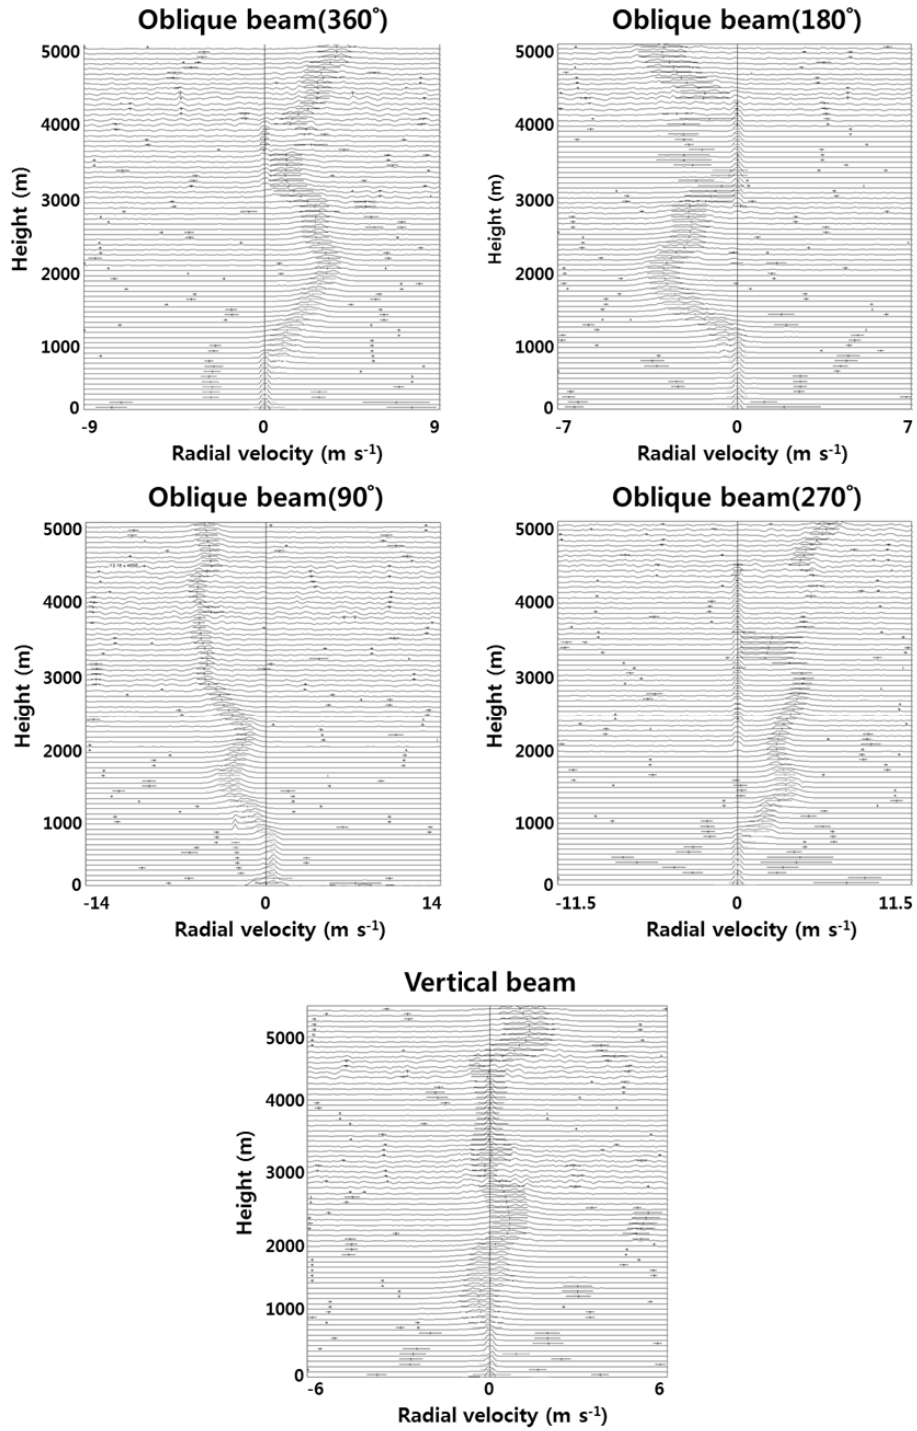 Oblique beam(360°)
5000
4000
3000
2000
1000
0
Height (m)
-9 0 9
Radial velocity (m s-1)
Oblique beam(180°)
5000
4000
3000
2000
1000
0
Height (m)
-7 0 7
Radial velocity (m s-1)
Oblique beam(90°)
5000
4000
3000
2000
1000
0
Height (m)
-14 0 14
Radial velocity (m s-1)
Oblique beam(270°)
5000
4000
3000
2000
1000
0
Height (m)
-11.5 0 11.5
Radial velocity (m s-1)
Vertical beam
5000
4000
3000
2000
1000
0
Height (m)
-6 0 6
Radial velocity (m s-1)